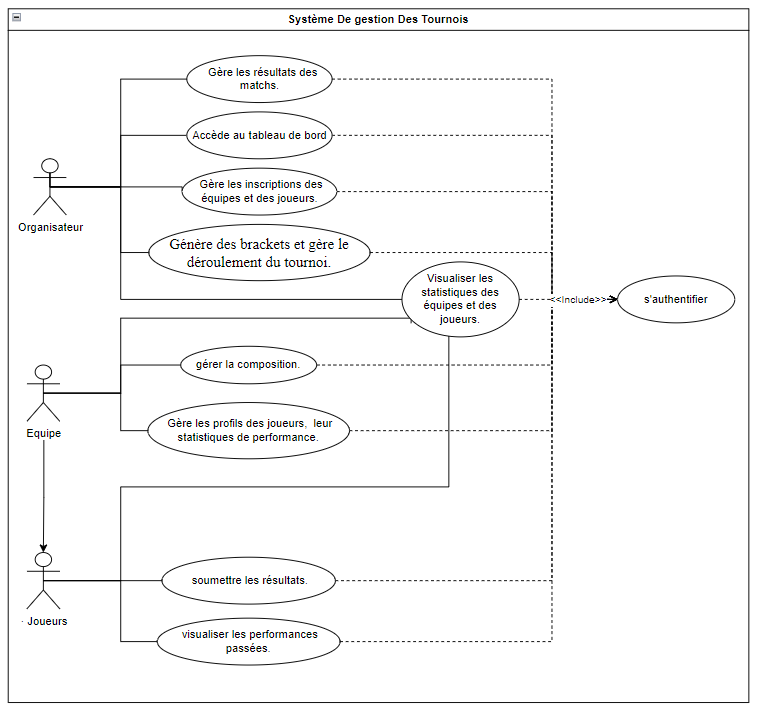 Système De gestion Des Tournois
Gère les résultats des
matchs.
Accède au tableau de bord
Gère les inscriptions des
équipes et des joueurs.
Organisateur
Génère des brackets et gère le
déroulement du tournoi.
Visualiser les
statistiques des
équipes et des
joueurs.
<<Include>>
s'authentifier
gérer la composition.
Equipe
Gère les profils des joueurs, leur
statistiques de performance.
soumettre les résultats.
· Joueurs
visualiser les performances
passées.